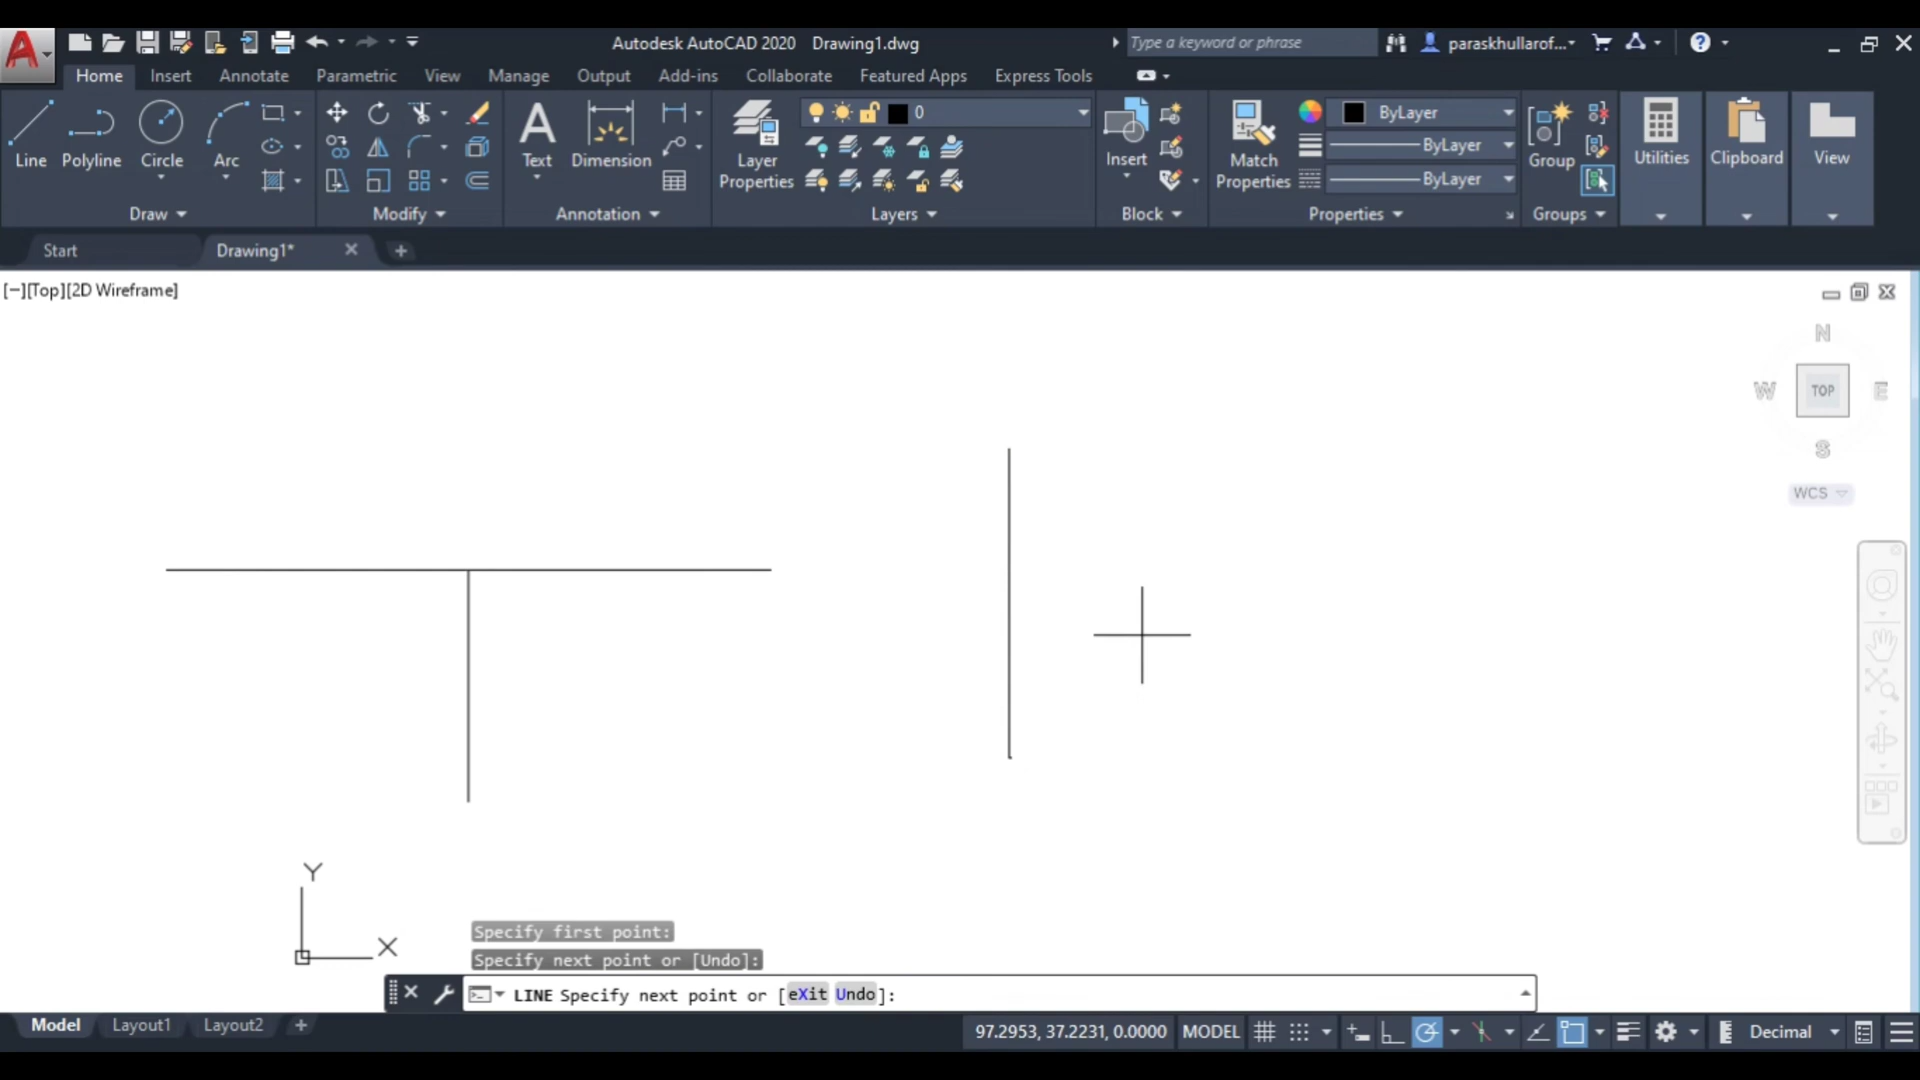 Autodesk AutoCAD 2020 Drawing1.dwg
Type a keyword or phrase
paraskhullarof...
Home Insert Annotate Parametric View Manage Output Add-ins Collaborate Featured Apps Express Tools
0
ByLayer
ByLayer
ByLayer
Line Polyline Circle Arc
Text Dimension
Layer Properties
Insert
Match Properties
Group
Utilities Clipboard View
Draw Modify Annotation Layers Block Properties Groups
Start Drawing1*
[−][Top][2D Wireframe]
N
W TOP E
S
WCS
Y
X
Specify first point:
Specify next point or [Undo]:
LINE Specify next point or [eXit Undo]:
Model Layout1 Layout2
97.2953, 37.2231, 0.0000 MODEL Decimal